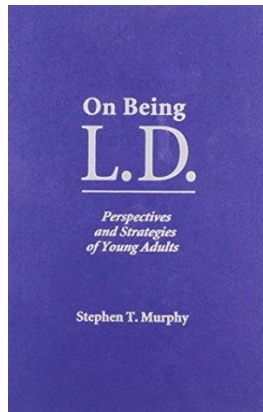 On Being
L.D.
Perspectives
and Strategies
of Young Adults
Stephen T. Murphy